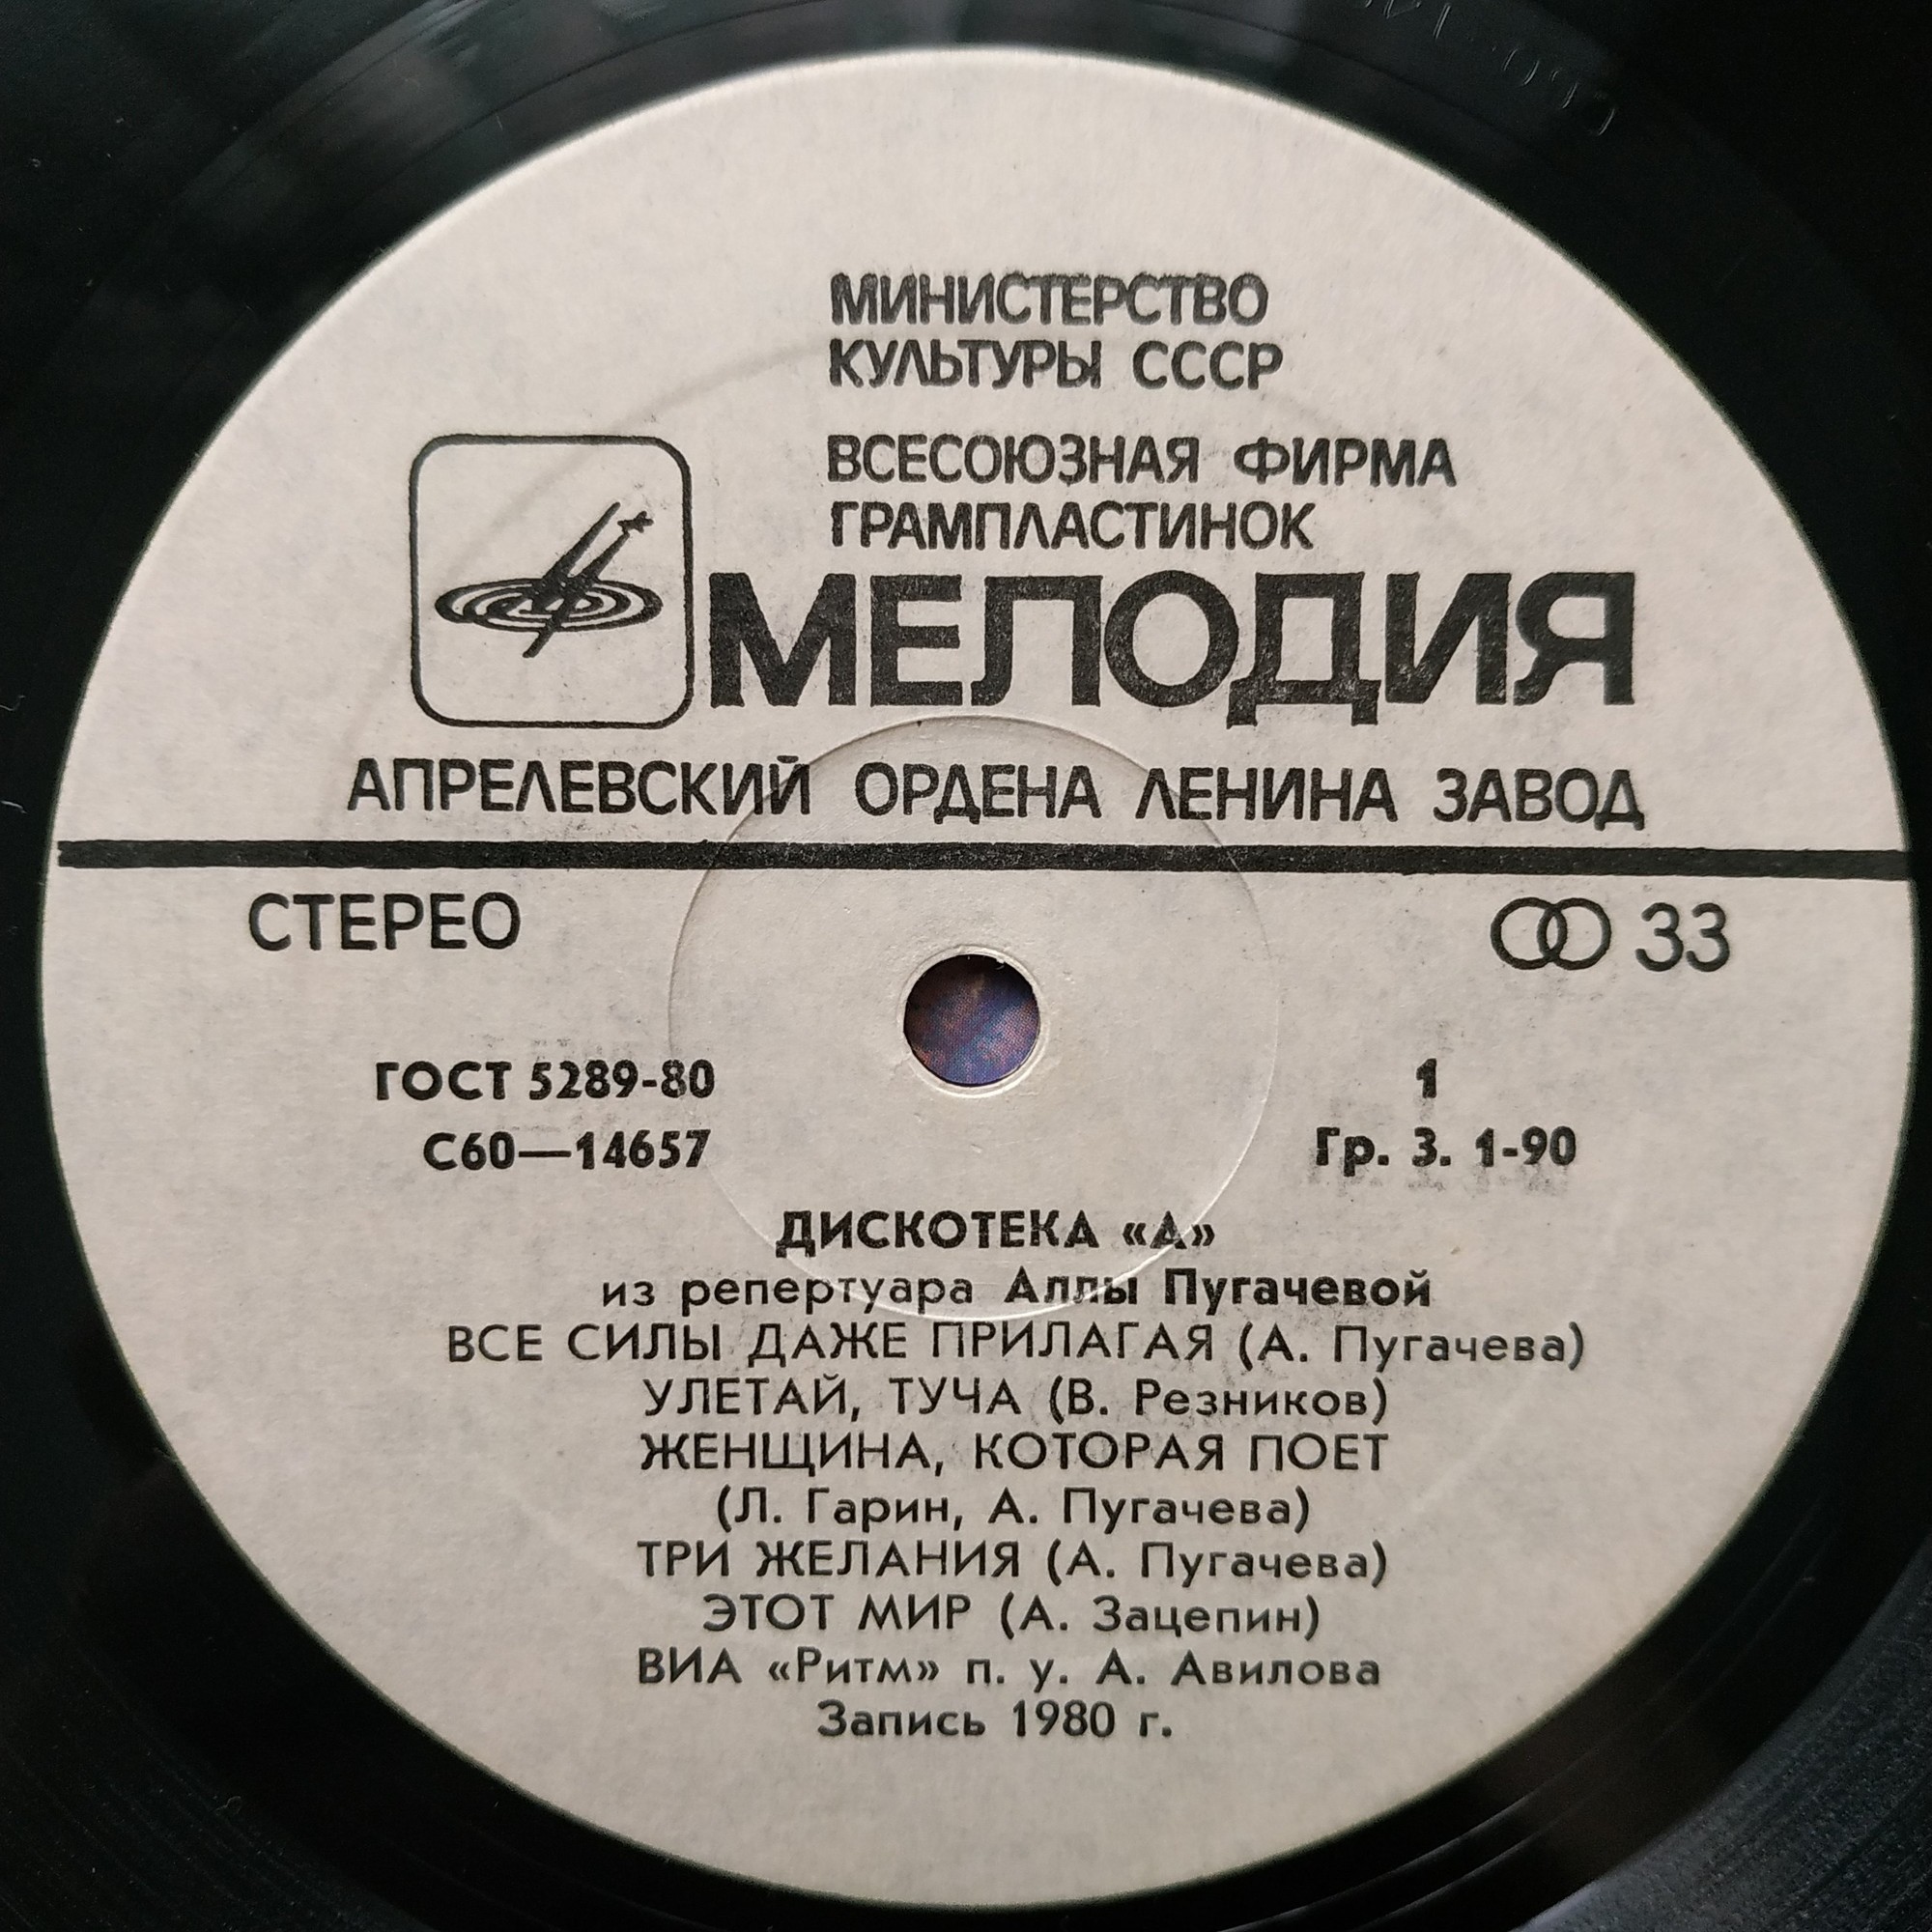 МИНИСТЕРСТВО
КУЛЬТУРЫ СССР
ВСЕСОЮЗНАЯ ФИРМА
ГРАМПЛАСТИНОК
МЕЛОДИЯ
АПРЕЛЕВСКИЙ ОРДЕНА ЛЕНИНА ЗАВОД
СТЕРЕО 33
ГОСТ 5289-80 1
С60—14657 Гр. 3. 1-90
ДИСКОТЕКА «А»
из репертуара Аллы Пугачевой
ВСЕ СИЛЫ ДАЖЕ ПРИЛАГАЯ (А. Пугачева)
УЛЕТАЙ, ТУЧА (В. Резников)
ЖЕНЩИНА, КОТОРАЯ ПОЕТ
(Л. Гарин, А. Пугачева)
ТРИ ЖЕЛАНИЯ (А. Пугачева)
ЭТОТ МИР (А. Зацепин)
ВИА «Ритм» п. у. А. Авилова
Запись 1980 г.